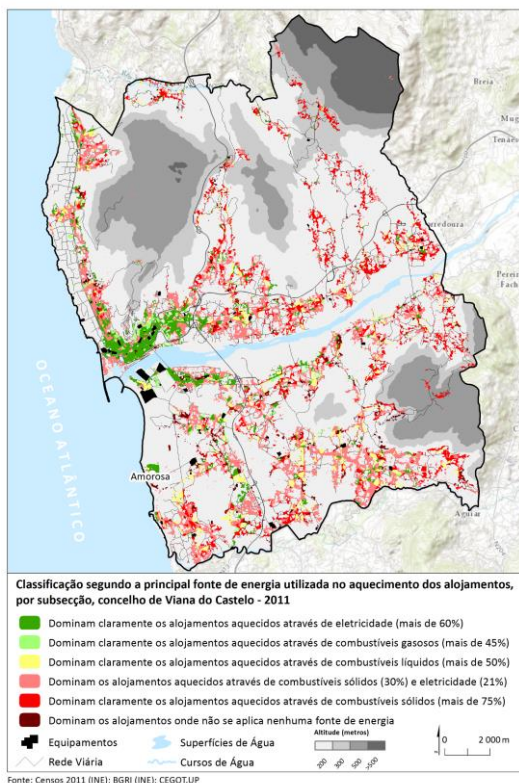 Breia
Tenães
Amorosa
OCEANO ATLÂNTICO
Aguiar
Classificação segundo a principal fonte de energia utilizada no aquecimento dos alojamentos,
por subsecção, concelho de Viana do Castelo - 2011
Dominam claramente os alojamentos aquecidos através de eletricidade (mais de 60%)
Dominam claramente os alojamentos aquecidos através de combustíveis gasosos (mais de 45%)
Dominam claramente os alojamentos aquecidos através de combustíveis líquidos (mais de 50%)
Dominam os alojamentos aquecidos através de combustíveis sólidos (30%) e eletricidade (21%)
Dominam claramente os alojamentos aquecidos através de combustíveis sólidos (mais de 75%)
Dominam os alojamentos onde não se aplica nenhuma fonte de energia
Equipamentos
Superfícies de Água
Rede Viária
Cursos de Água
Altitude (metros)
200 300 500 >500
0 2 000 m
Fonte: Censos 2011 (INE); BGRI (INE); CEGOT.UP